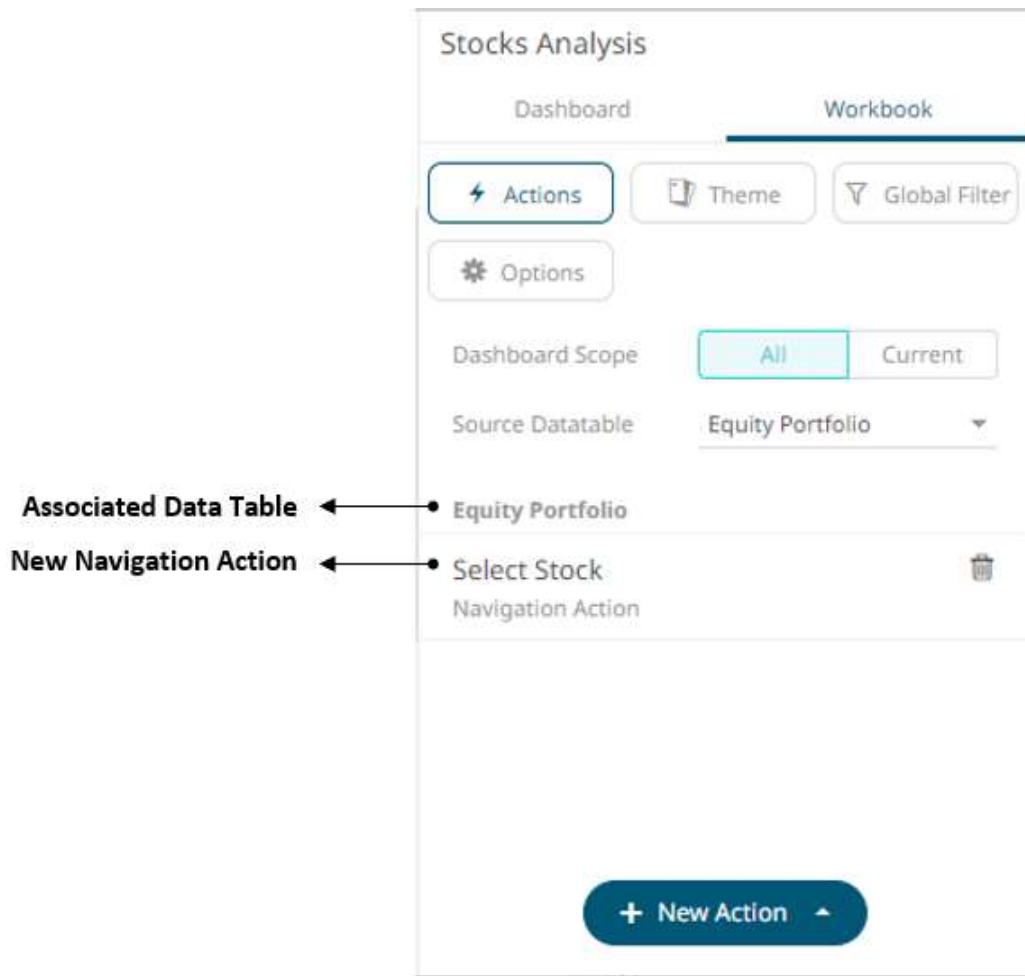 Stocks Analysis
Dashboard Workbook
Actions Theme Global Filter
Options
Dashboard Scope All Current
Source Datatable Equity Portfolio
Associated Data Table Equity Portfolio
New Navigation Action Select Stock
Navigation Action
+ New Action